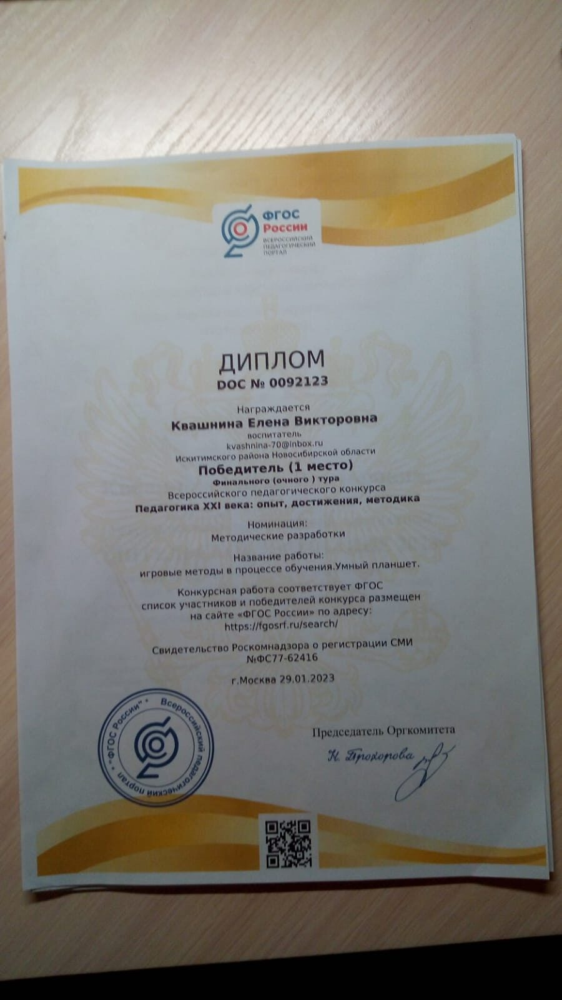 ФГОС
России
ВСЕРОССИЙСКИЙ
ПЕДАГОГИЧЕСКИЙ
ПОРТАЛ
ДИПЛОМ
DOC № 0092123
Награждается
Квашнина Елена Викторовна
воспитатель
kvashnina-70@inbox.ru
Искитимского района Новосибирской области
Победитель (1 место)
Финального (очного ) тура
Всероссийского педагогического конкурса
Педагогика XXI века: опыт, достижения, методика
Номинация:
Методические разработки
Название работы:
игровые методы в процессе обучения.Умный планшет.
Конкурсная работа соответствует ФГОС
список участников и победителей конкурса размещен
на сайте «ФГОС России» по адресу:
https://fgosrf.ru/search/
Свидетельство Роскомнадзора о регистрации СМИ
№ФС77-62416
г.Москва 29.01.2023
Всероссийский педагогический портал • "ФГОС России" •
Председатель Оргкомитета
Н. Прохорова